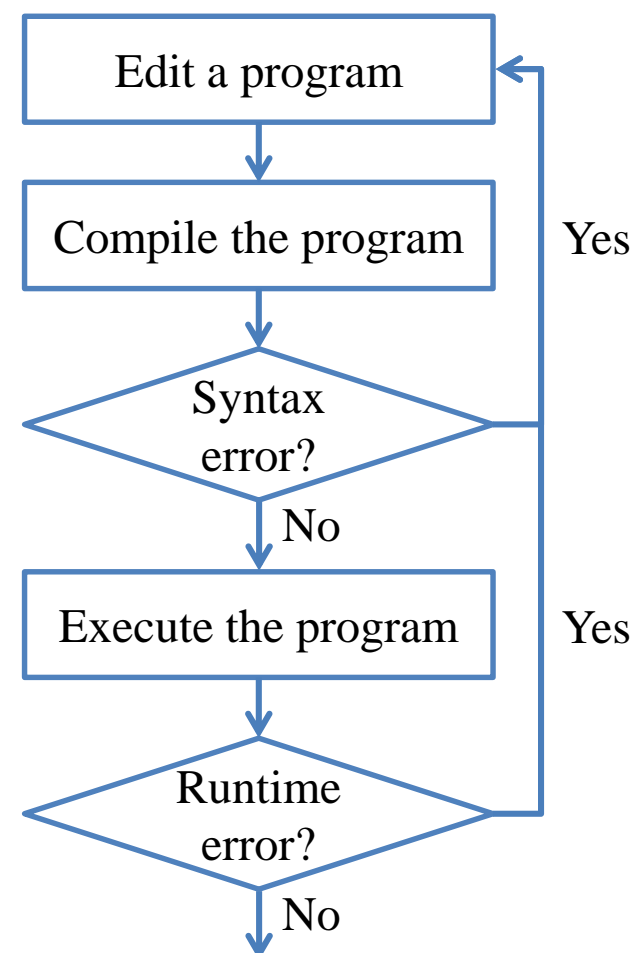 Edit a program
Compile the program
Yes
Syntax
error?
No
Execute the program
Yes
Runtime
error?
No